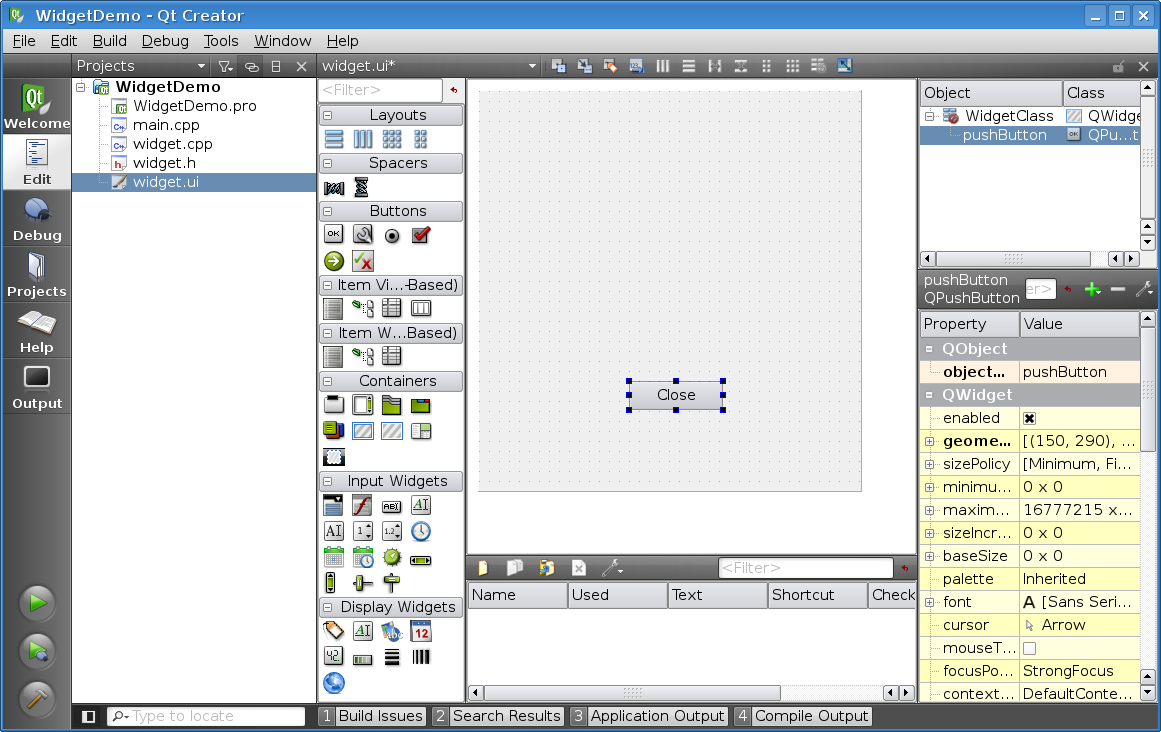 WidgetDemo - Qt Creator
File Edit Build Debug Tools Window Help
Projects
widget.ui*
Welcome
Edit
Debug
Projects
Help
Output
WidgetDemo
WidgetDemo.pro
main.cpp
widget.cpp
widget.h
widget.ui
<Filter>
Layouts
Spacers
Buttons
OK
Item Vi...-Based)
Item W...Based)
Containers
Input Widgets
Display Widgets
12
Close
Object Class
WidgetClass QWidge
pushButton QPu...t
pushButton
QPushButton
er>
Property Value
QObject
object... pushButton
QWidget
enabled
geome... [(150, 290), ...
sizePolicy [Minimum, Fi...
minimu... 0 x 0
maxim... 16777215 x...
sizeIncr... 0 x 0
baseSize 0 x 0
palette Inherited
font A [Sans Seri...
cursor Arrow
mouseT...
focusPo... StrongFocus
context... DefaultConte...
<Filter>
Name Used Text Shortcut Check
Type to locate
1 Build Issues 2 Search Results 3 Application Output 4 Compile Output